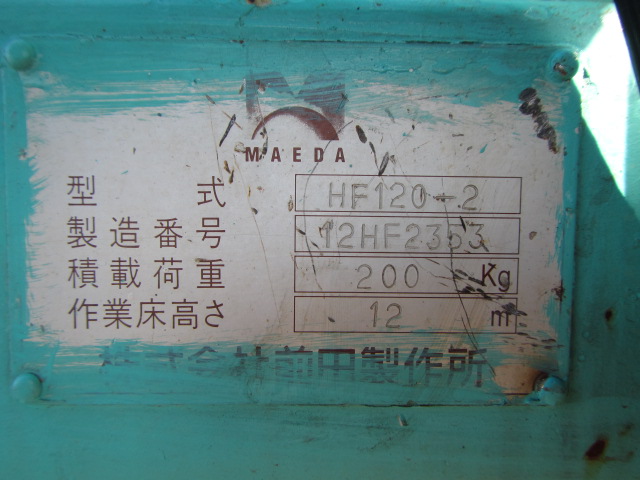 MAEDA
型式 HF120-2
製造番号 12HF2353
積載荷重 200 Kg
作業床高さ 12 m
株式会社前田製作所